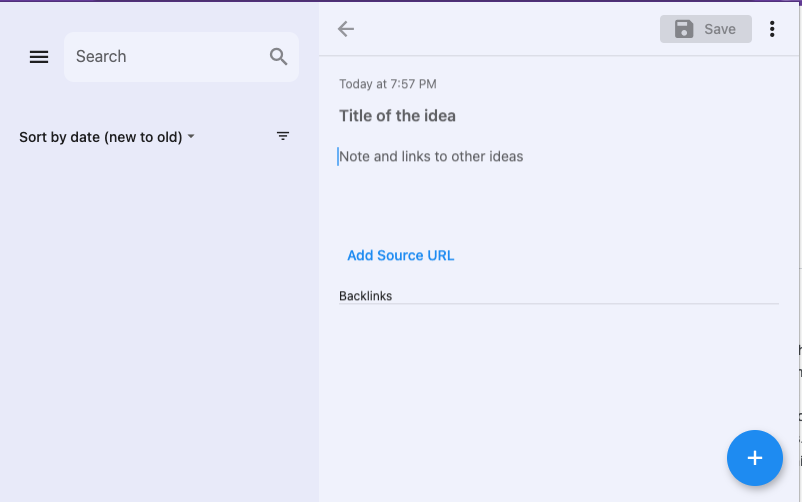 Search
Save
Today at 7:57 PM
Title of the idea
Sort by date (new to old)
Note and links to other ideas
Add Source URL
Backlinks